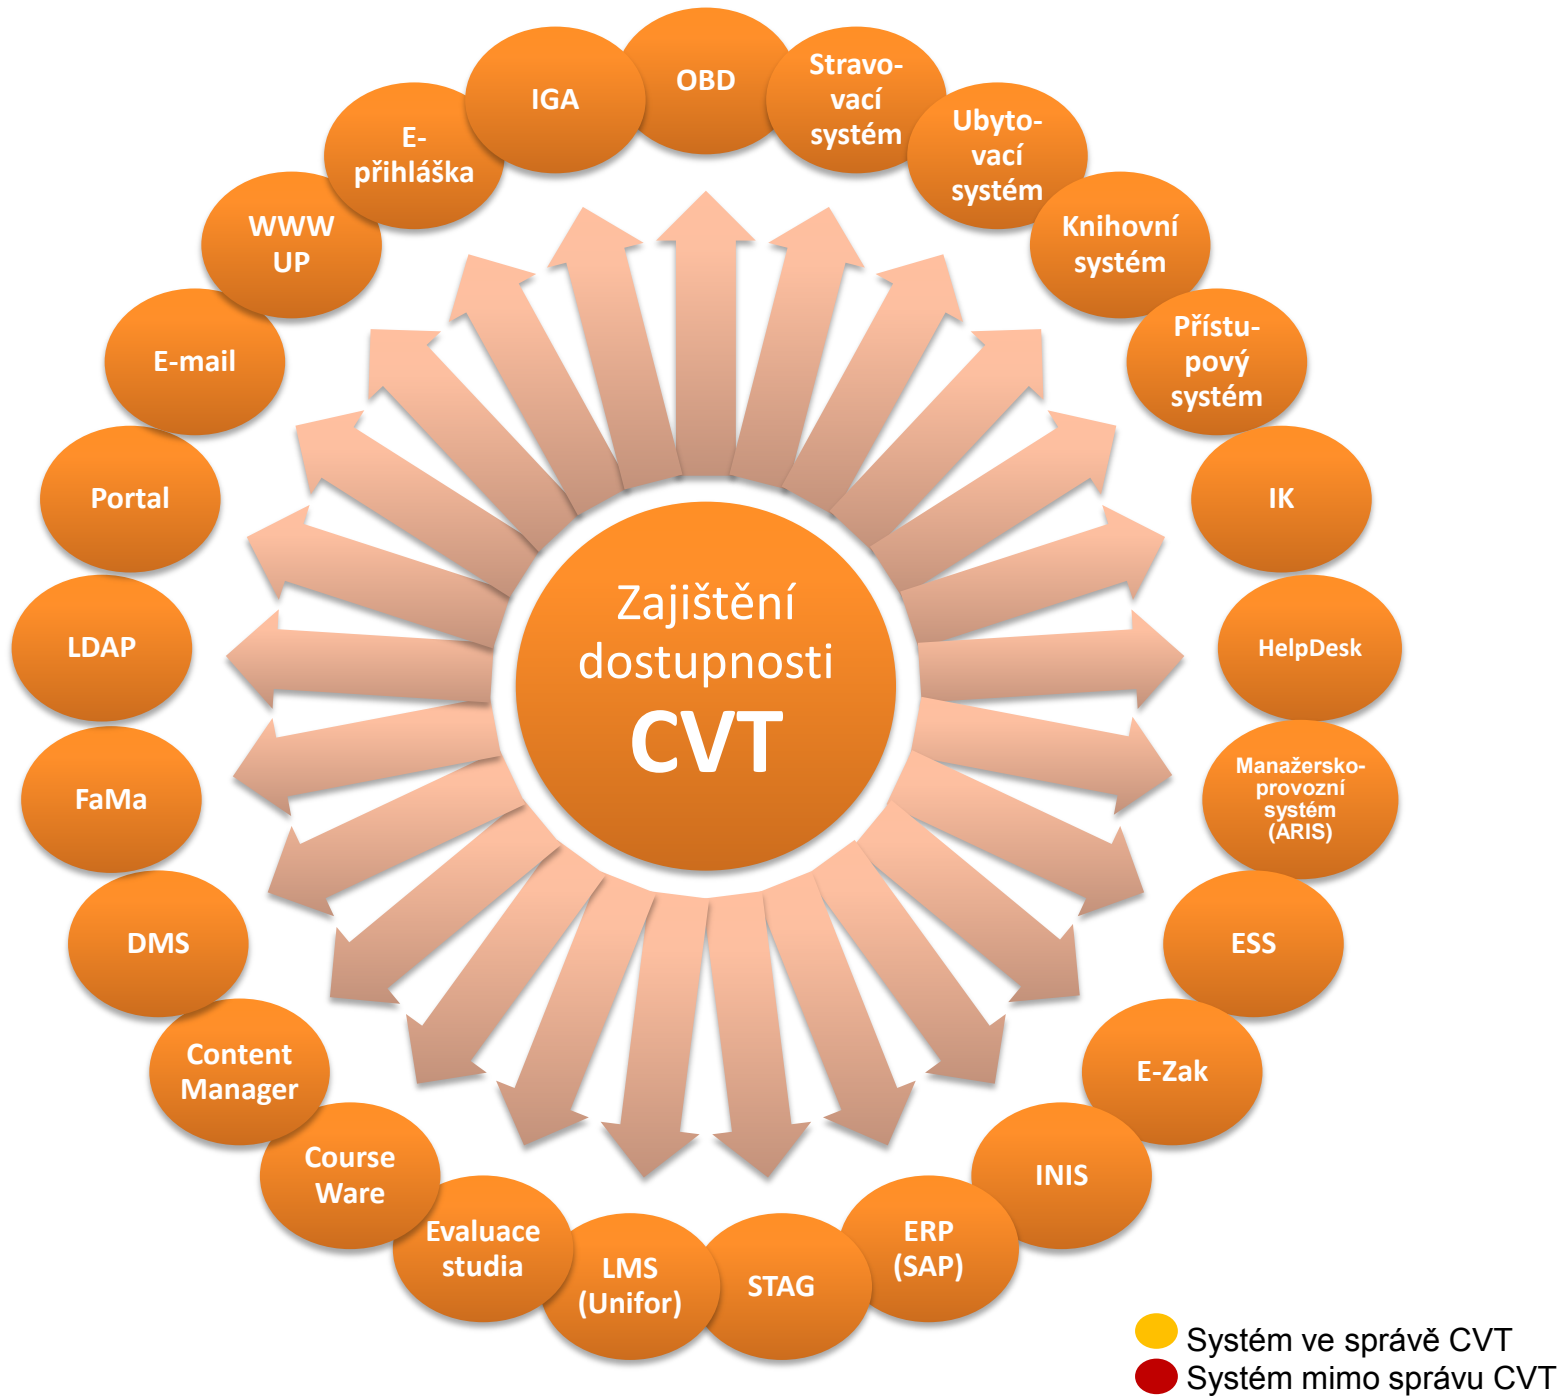 OBD
Stravo-
vací
systém
Ubyto-
vací
systém
Knihovní
systém
Přístu-
pový
systém
IK
HelpDesk
Manažersko-
provozní
systém
(ARIS)
ESS
E-Zak
INIS
ERP
(SAP)
STAG
LMS
(Unifor)
Evaluace
studia
Course
Ware
Content
Manager
DMS
FaMa
LDAP
Portal
E-mail
WWW
UP
E-
přihláška
IGA
Zajištění
dostupnosti
CVT
Systém ve správě CVT
Systém mimo správu CVT